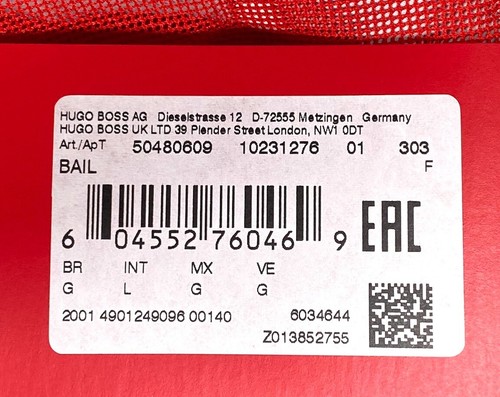 HUGO BOSS AG Dieselstrasse 12 D-72555 Metzingen Germany
HUGO BOSS UK LTD 39 Plender Street London, NW1 0DT
Art./ApT 50480609 10231276 01 303
BAIL F
6 04552 76046 9 EAC
BR INT MX VE
G L G G
2001 4901249096 00140 6034644
Z013852755